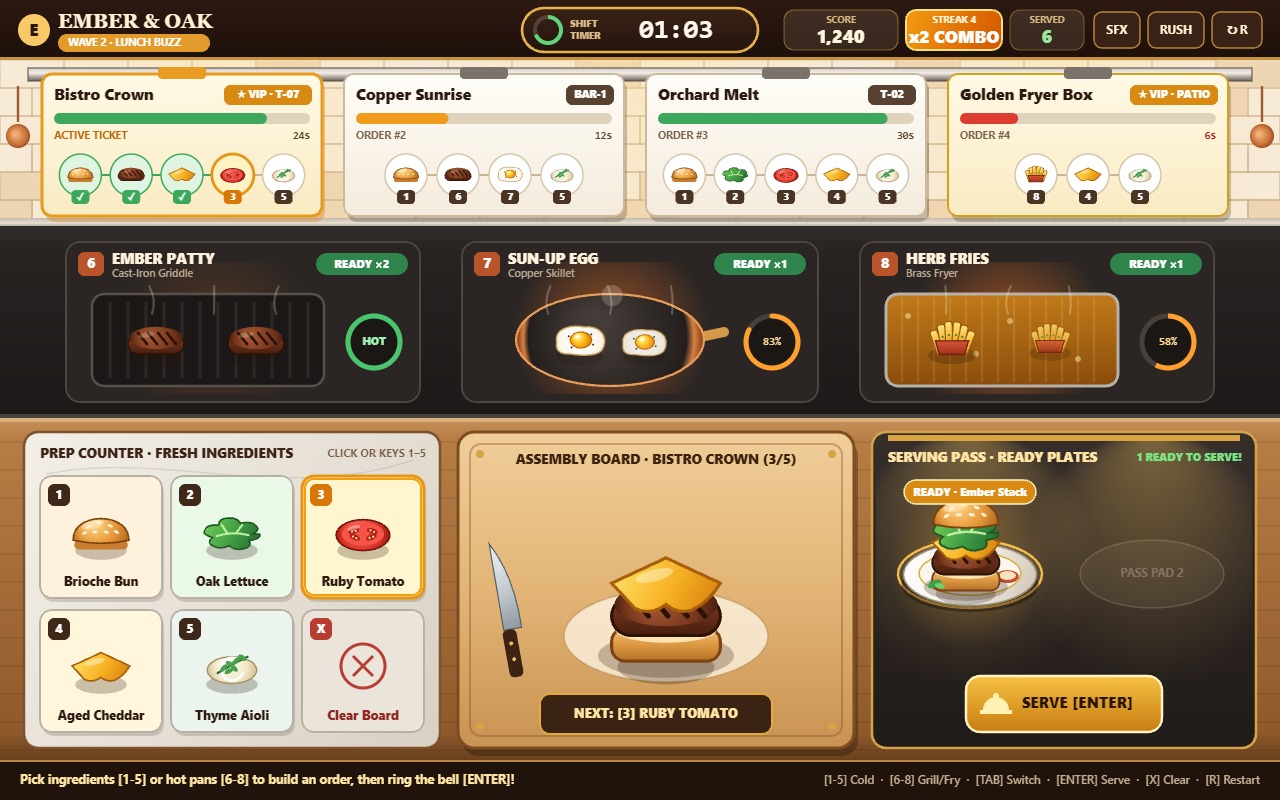 E
EMBER & OAK
WAVE 2 · LUNCH BUZZ
SHIFT
TIMER
01:03
SCORE
1,240
STREAK 4
x2 COMBO
SERVED
6
SFX
RUSH
↻ R
Bistro Crown
★ VIP · T-07
ACTIVE TICKET
24s
✓
✓
✓
3
5
Copper Sunrise
BAR-1
ORDER #2
12s
1
6
7
5
Orchard Melt
T-02
ORDER #3
30s
1
2
3
4
5
Golden Fryer Box
★ VIP · PATIO
ORDER #4
6s
8
4
5
6
EMBER PATTY
Cast-Iron Griddle
READY ×2
HOT
7
SUN-UP EGG
Copper Skillet
READY ×1
83%
8
HERB FRIES
Brass Fryer
READY ×1
58%
PREP COUNTER · FRESH INGREDIENTS
CLICK OR KEYS 1–5
1
Brioche Bun
2
Oak Lettuce
3
Ruby Tomato
4
Aged Cheddar
5
Thyme Aioli
X
Clear Board
ASSEMBLY BOARD · BISTRO CROWN (3/5)
NEXT: [3] RUBY TOMATO
SERVING PASS · READY PLATES
1 READY TO SERVE!
READY · Ember Stack
PASS PAD 2
SERVE [ENTER]
Pick ingredients [1-5] or hot pans [6-8] to build an order, then ring the bell [ENTER]!
[1-5] Cold · [6-8] Grill/Fry · [TAB] Switch · [ENTER] Serve · [X] Clear · [R] Restart